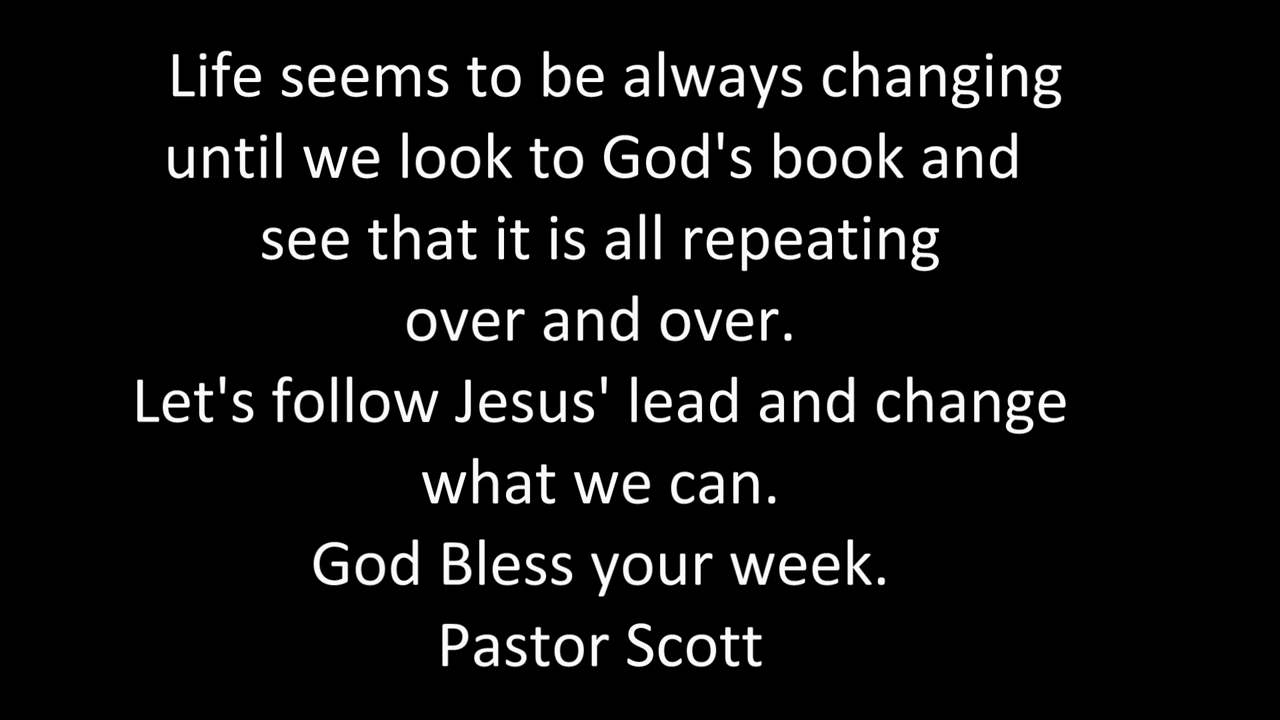 Life seems to be always changing
until we look to God's book and
see that it is all repeating
over and over.
Let's follow Jesus' lead and change
what we can.
God Bless your week.
Pastor Scott